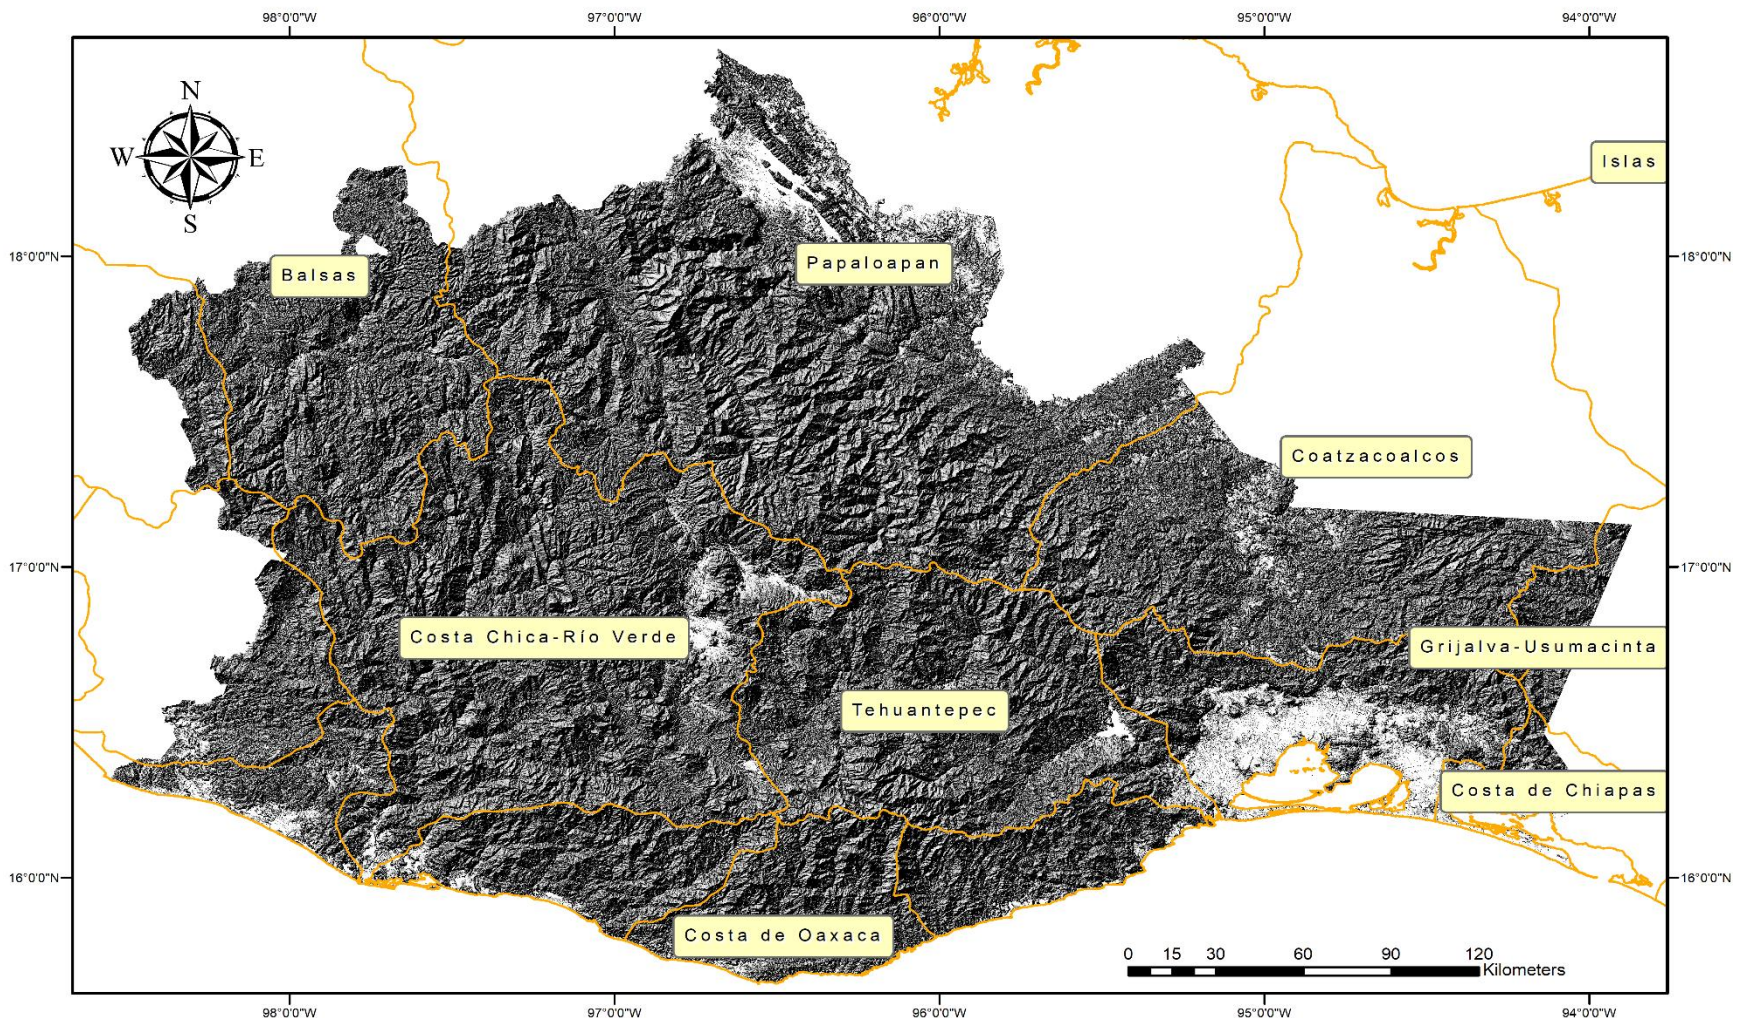 98°0'0"W 97°0'0"W 96°0'0"W 95°0'0"W 94°0'0"W
N
W E
S
Islas
18°0'0"N 18°0'0"N
Balsas
Papaloapan
Coatzacoalcos
17°0'0"N 17°0'0"N
Costa Chica-Río Verde
Grijalva-Usumacinta
Tehuantepec
Costa de Chiapas
16°0'0"N 16°0'0"N
Costa de Oaxaca
0 15 30 60 90 120
Kilometers
98°0'0"W 97°0'0"W 96°0'0"W 95°0'0"W 94°0'0"W